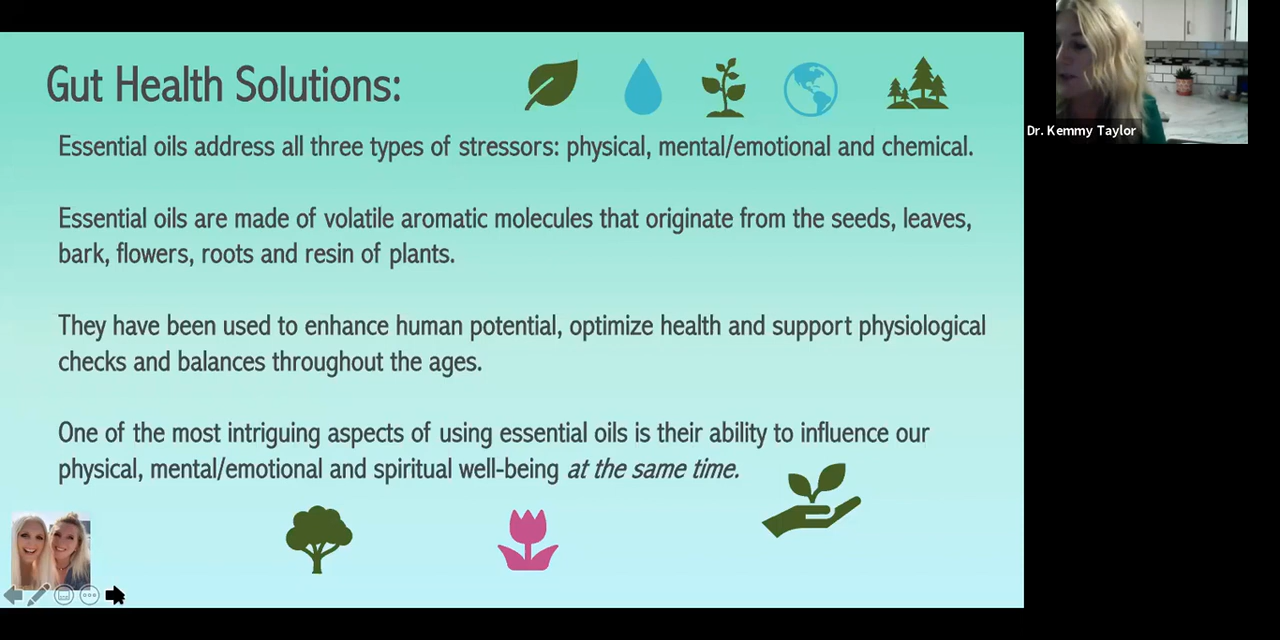 Gut Health Solutions:
Essential oils address all three types of stressors: physical, mental/emotional and chemical.
Essential oils are made of volatile aromatic molecules that originate from the seeds, leaves,
bark, flowers, roots and resin of plants.
They have been used to enhance human potential, optimize health and support physiological
checks and balances throughout the ages.
One of the most intriguing aspects of using essential oils is their ability to influence our
physical, mental/emotional and spiritual well-being at the same time.
Dr. Kemmy Taylor